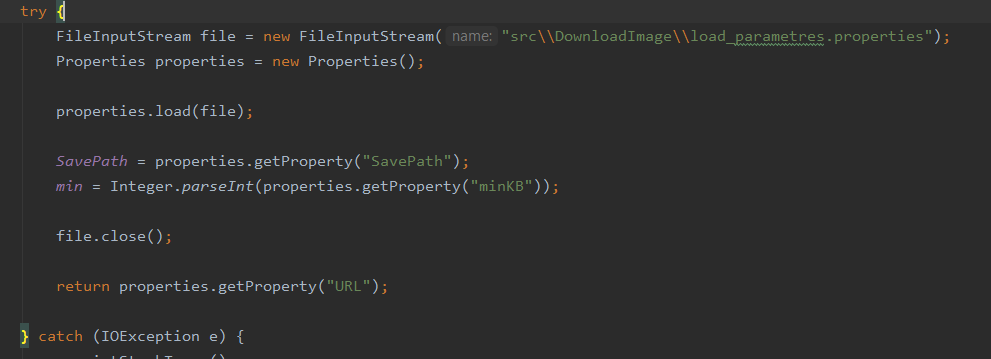 try {
FileInputStream file = new FileInputStream( name: "src\\DownloadImage\\load_parametres.properties");
Properties properties = new Properties();
properties.load(file);
SavePath = properties.getProperty("SavePath");
min = Integer.parseInt(properties.getProperty("minKB"));
file.close();
return properties.getProperty("URL");
} catch (IOException e) {